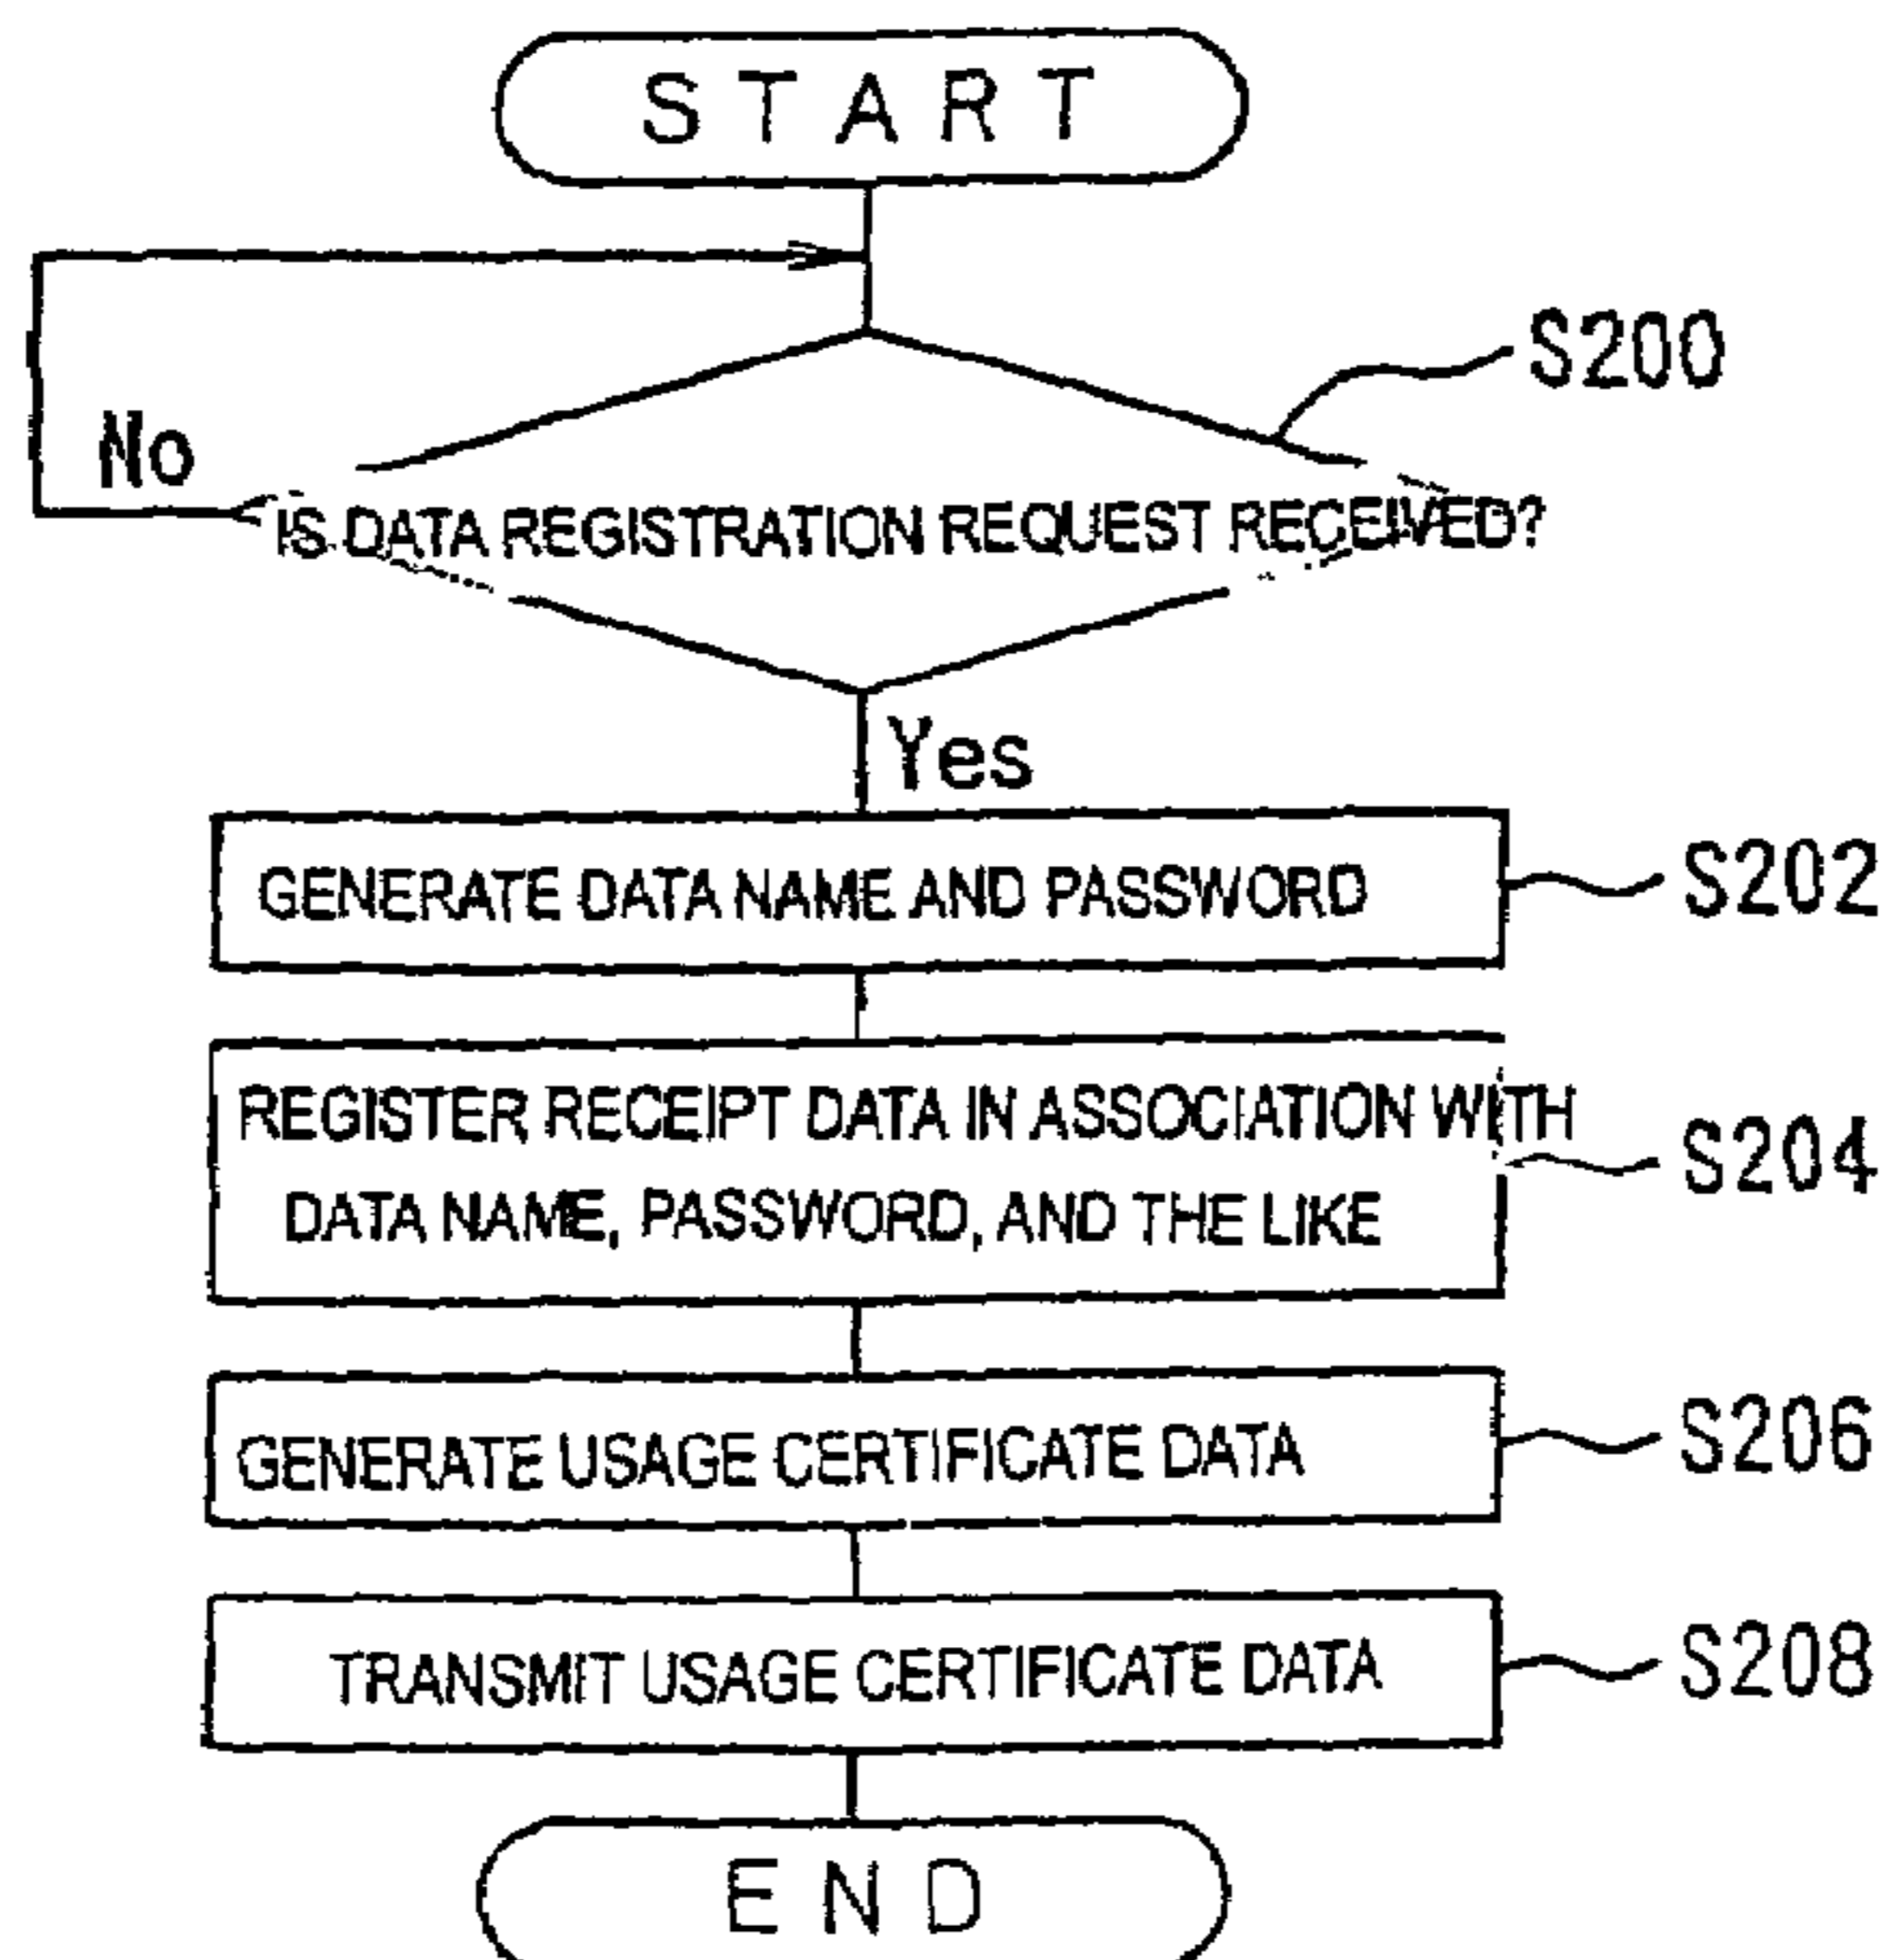 START
S200
No
IS DATA REGISTRATION REQUEST RECEIVED?
Yes
GENERATE DATA NAME AND PASSWORD
S202
REGISTER RECEIPT DATA IN ASSOCIATION WITH
DATA NAME, PASSWORD, AND THE LIKE
S204
GENERATE USAGE CERTIFICATE DATA
S206
TRANSMIT USAGE CERTIFICATE DATA
S208
END